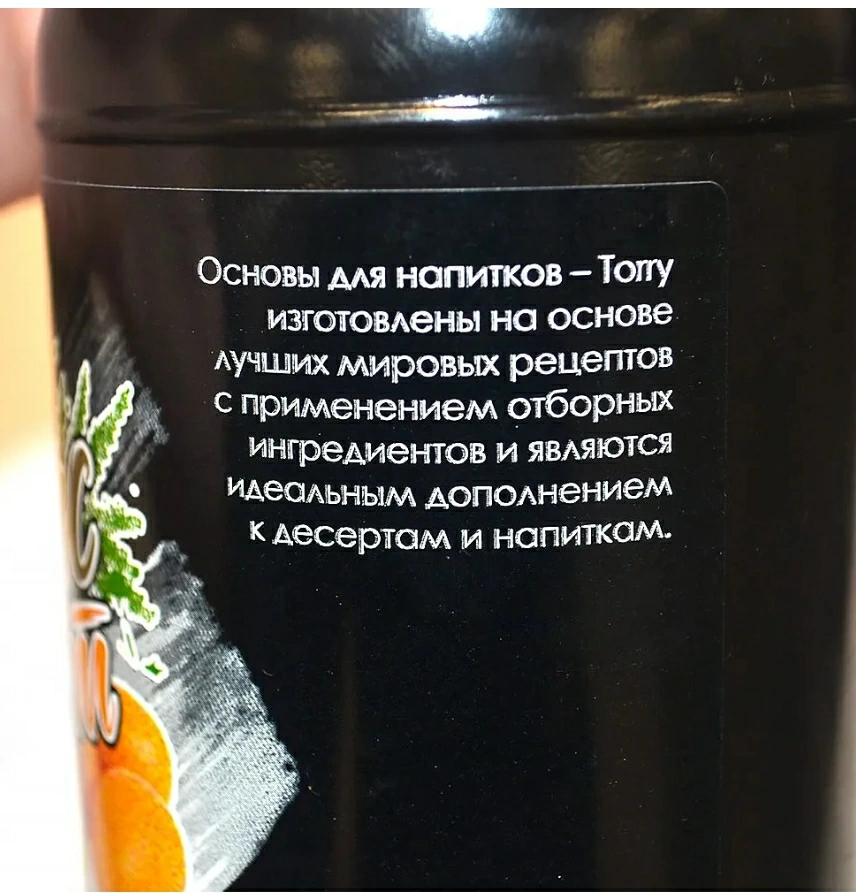 Основы для напитков – Torry
изготовлены на основе
лучших мировых рецептов
с применением отборных
ингредиентов и являются
идеальным дополнением
к десертам и напиткам.